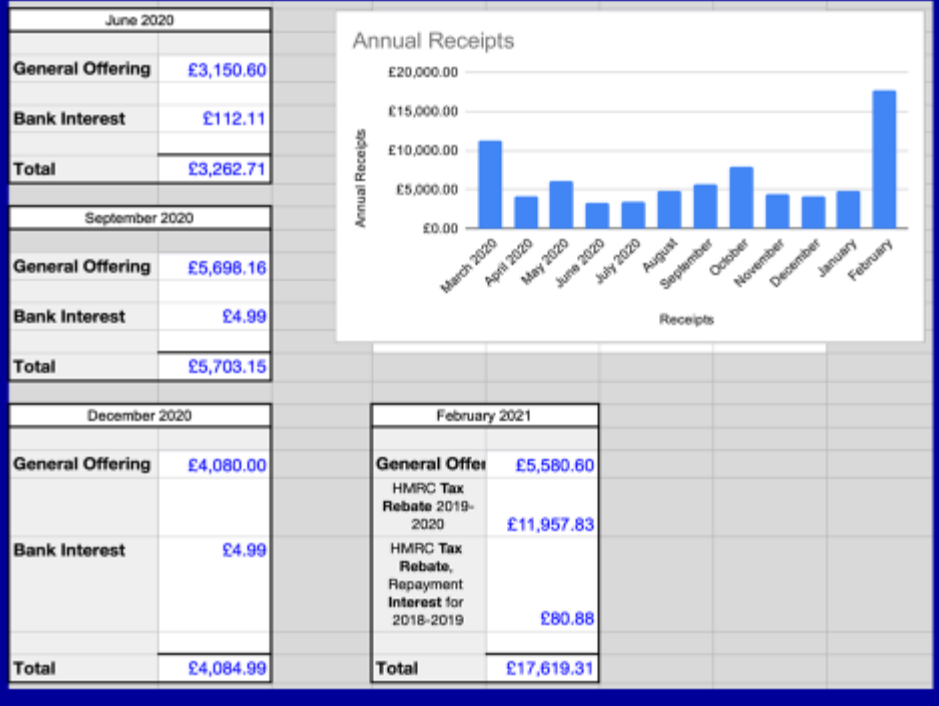 June 2020
General Offering £3,150.60
Bank Interest £112.11
Total £3,262.71
September 2020
General Offering £5,698.16
Bank Interest £4.99
Total £5,703.15
December 2020
General Offering £4,080.00
Bank Interest £4.99
Total £4,084.99
Annual Receipts
Annual Receipts
£20,000.00
£15,000.00
£10,000.00
£5,000.00
£0.00
March 2020
April 2020
May 2020
June 2020
July 2020
August
September
October
November
December
January
February
Receipts
February 2021
General Offer £5,580.60
HMRC Tax
Rebate 2019-
2020 £11,957.83
HMRC Tax
Rebate,
Repayment
Interest for
2018-2019 £80.88
Total £17,619.31